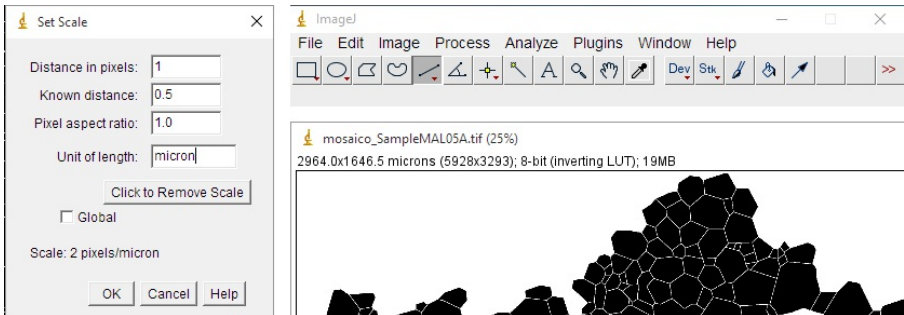 Set Scale
Distance in pixels: 1
Known distance: 0.5
Pixel aspect ratio: 1.0
Unit of length: micron
Click to Remove Scale
Global
Scale: 2 pixels/micron
OK Cancel Help
ImageJ
File Edit Image Process Analyze Plugins Window Help
A Dev Stk >>
mosaico_SampleMAL05A.tif (25%)
2964.0x1646.5 microns (5928x3293); 8-bit (inverting LUT); 19MB